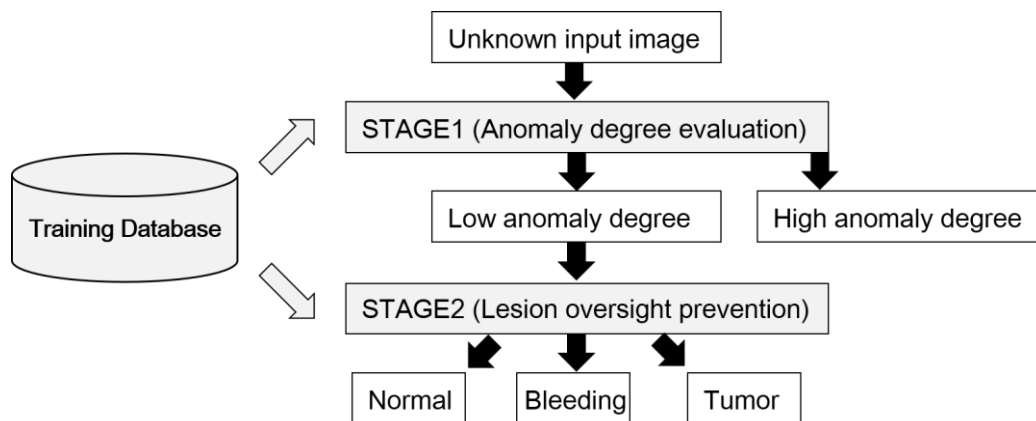 Unknown input image
STAGE1 (Anomaly degree evaluation)
Training Database
Low anomaly degree
High anomaly degree
STAGE2 (Lesion oversight prevention)
Normal
Bleeding
Tumor